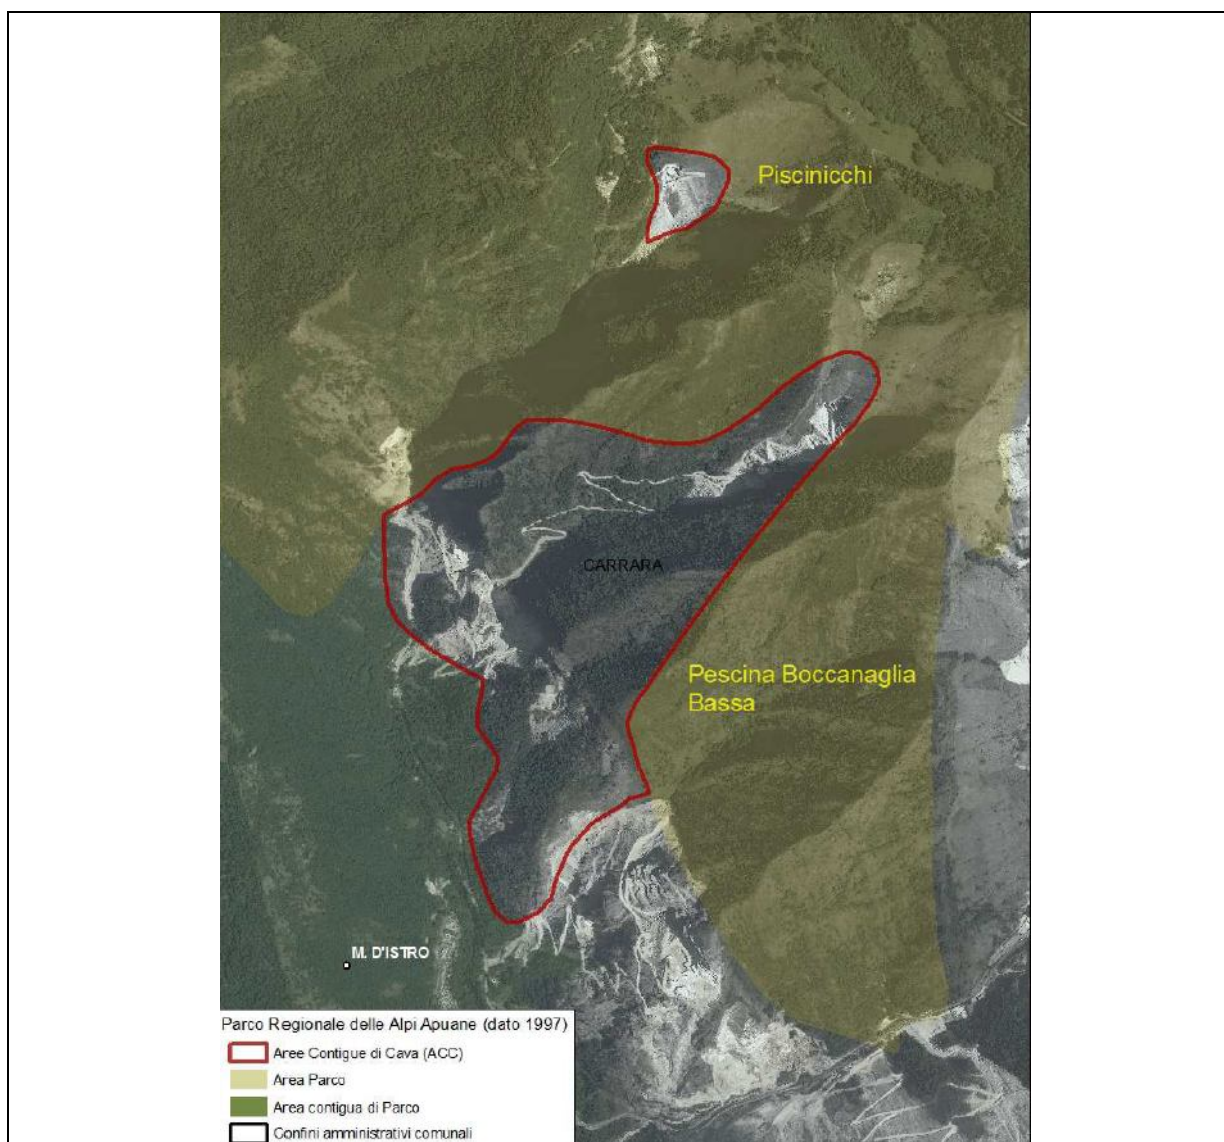 Piscinicchi
CARRARA
Pescina Boccanaglia
Bassa
M. D'ISTRO
Parco Regionale delle Alpi Apuane (dato 1997)
Aree Contigue di Cava (ACC)
Area Parco
Area contigua di Parco
Confini amministrativi comunali